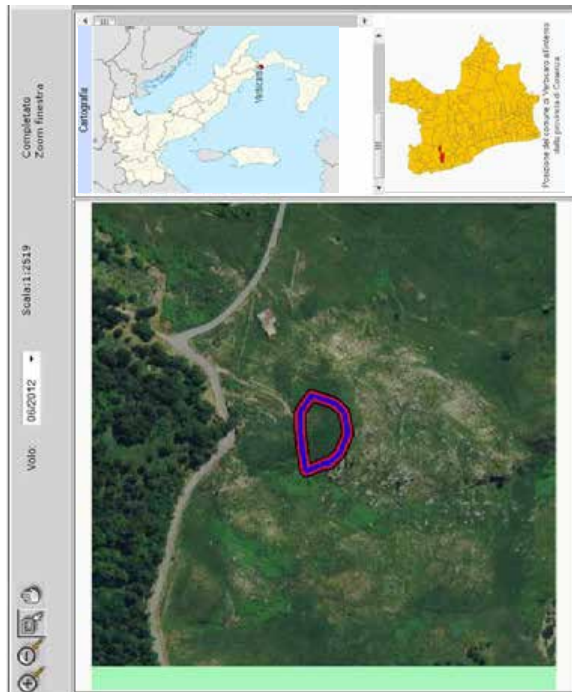 Volo: 06/2012 Scala:1:2519 Completato
Zoom finestra
Cartografia
Verbicaro
Posizione del comune di Verbicaro all'interno
della provincia di Cosenza